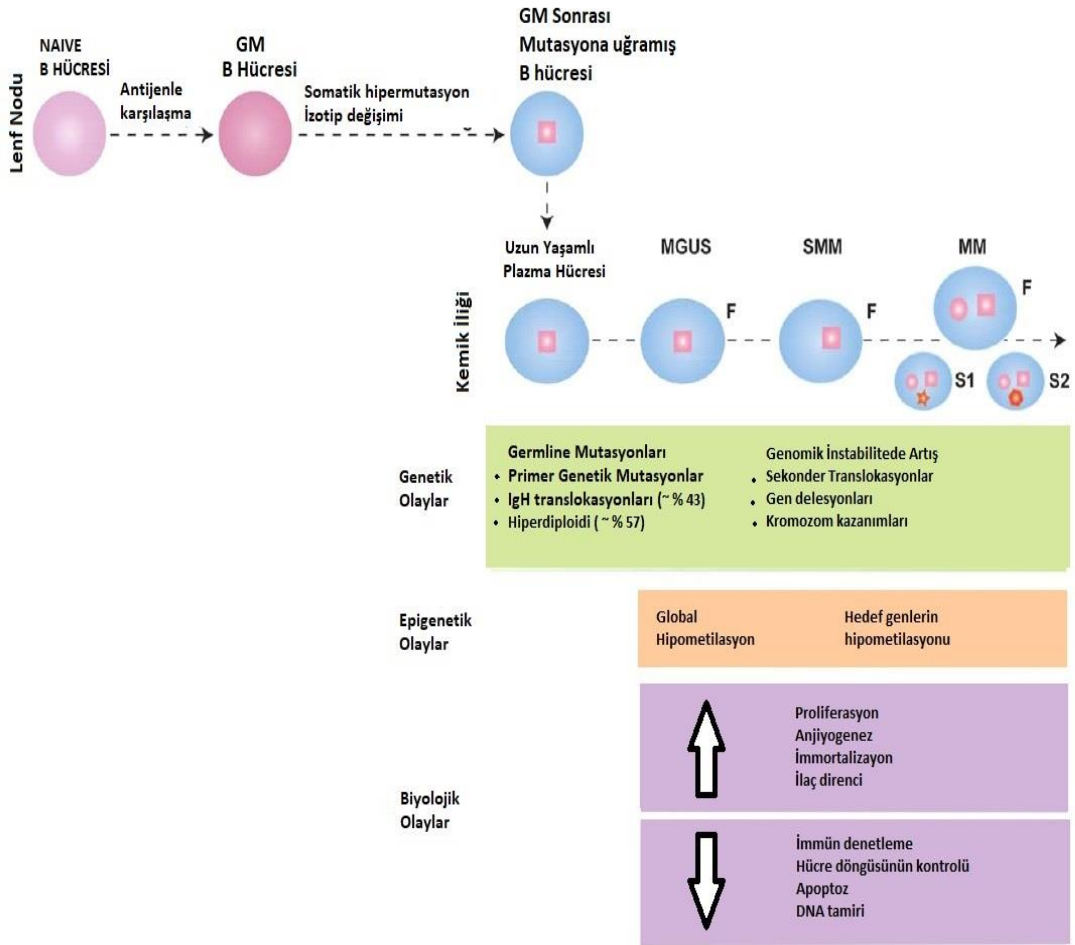 Lenf Nodu
NAIVE
B HÜCRESİ
Antijenle
karşılaşma
GM
B Hücresi
Somatik hipermutasyon
İzotip değişimi
GM Sonrası
Mutasyona uğramış
B hücresi
Kemik iliği
Uzun Yaşamlı
Plazma Hücresi
MGUS
F
SMM
F
MM
F
S1
S2
Genetik
Olaylar
Germline Mutasyonları
• Primer Genetik Mutasyonlar
• IgH translokasyonları (~ % 43)
• Hiperdiploidi ( ~ % 57)
Genomik İnstabilitede Artış
• Sekonder Translokasyonlar
• Gen delesyonları
• Kromozom kazanımları
Epigenetik
Olaylar
Global
Hipometilasyon
Hedef genlerin
hipometilasyonu
Biyolojik
Olaylar
Proliferasyon
Anjiyogenez
İmmortalizayon
İlaç direnci
İmmün denetleme
Hücre döngüsünün kontrolü
Apoptoz
DNA tamiri